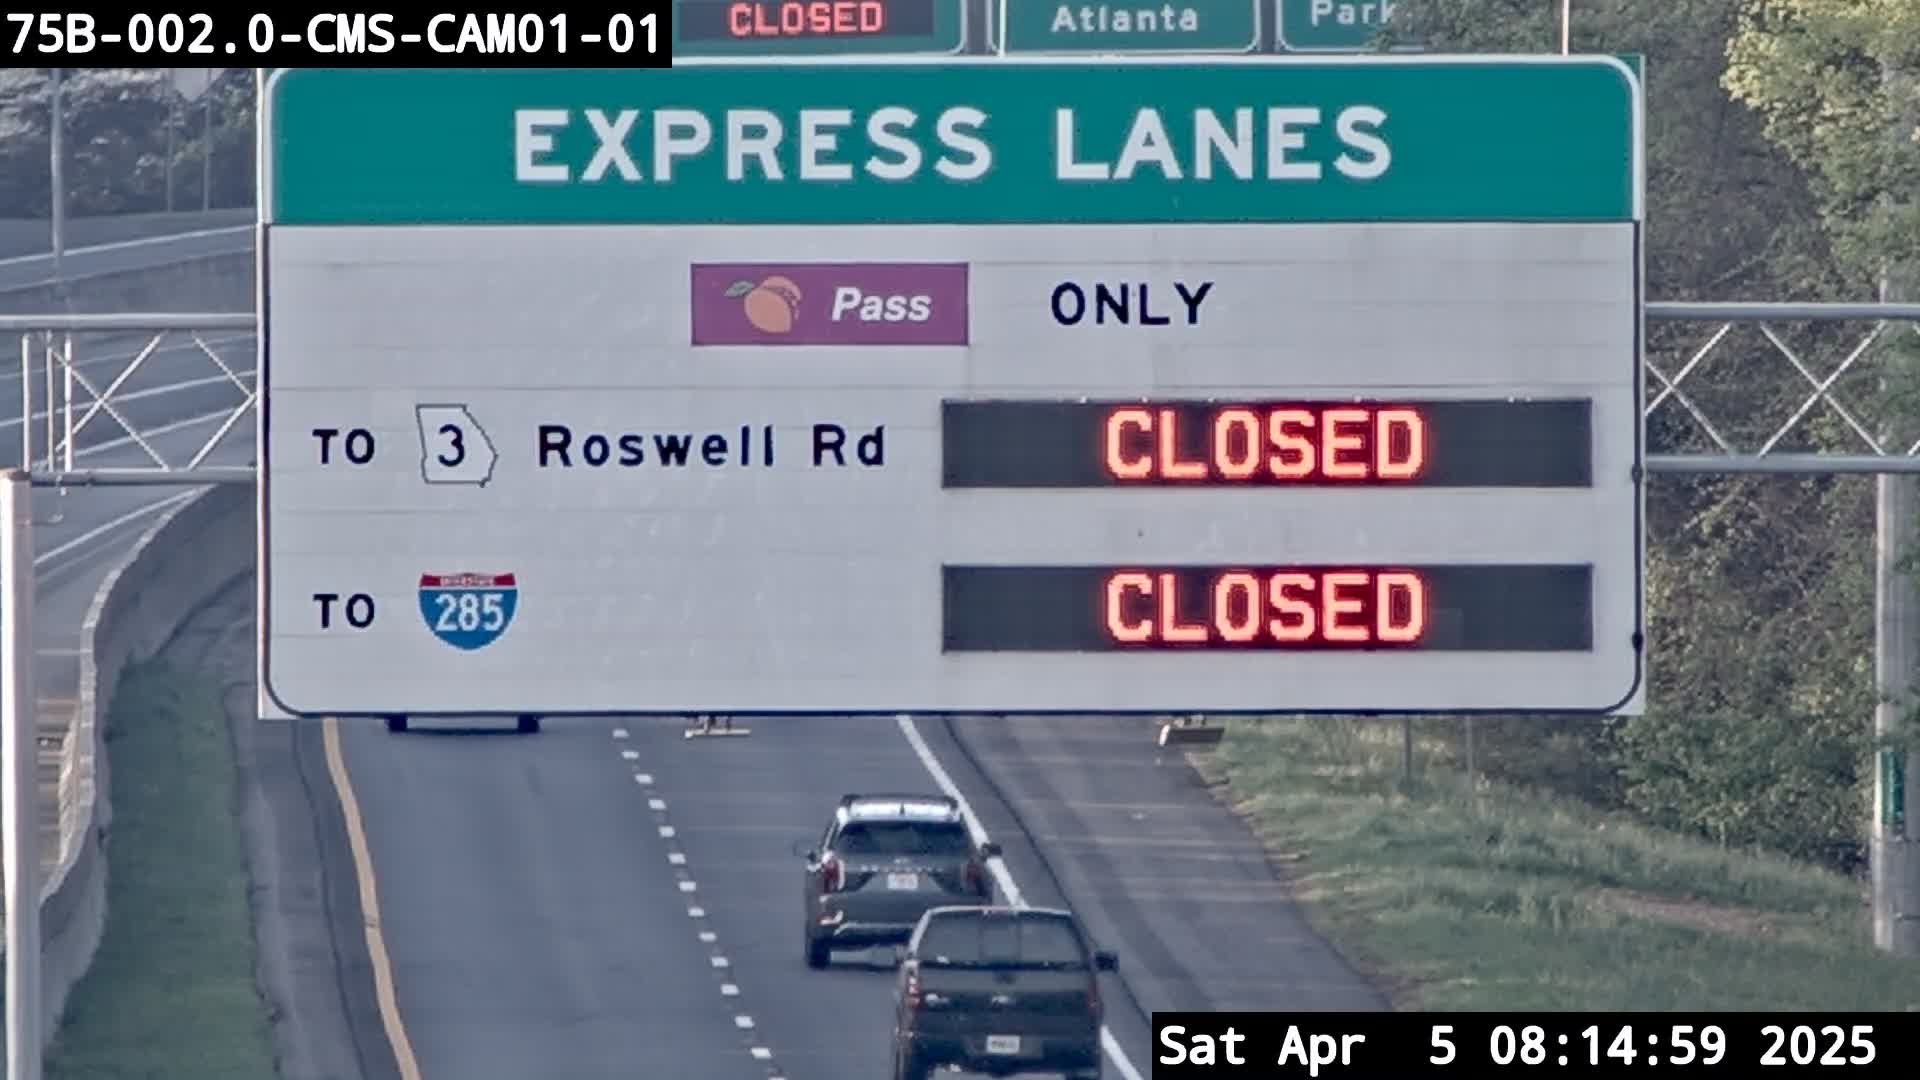 75B-002.0-CMS-CAM01-01
CLOSED
Atlanta
Park
EXPRESS LANES
Pass ONLY
TO 3 Roswell Rd CLOSED
TO 285 CLOSED
Sat Apr 5 08:14:59 2025